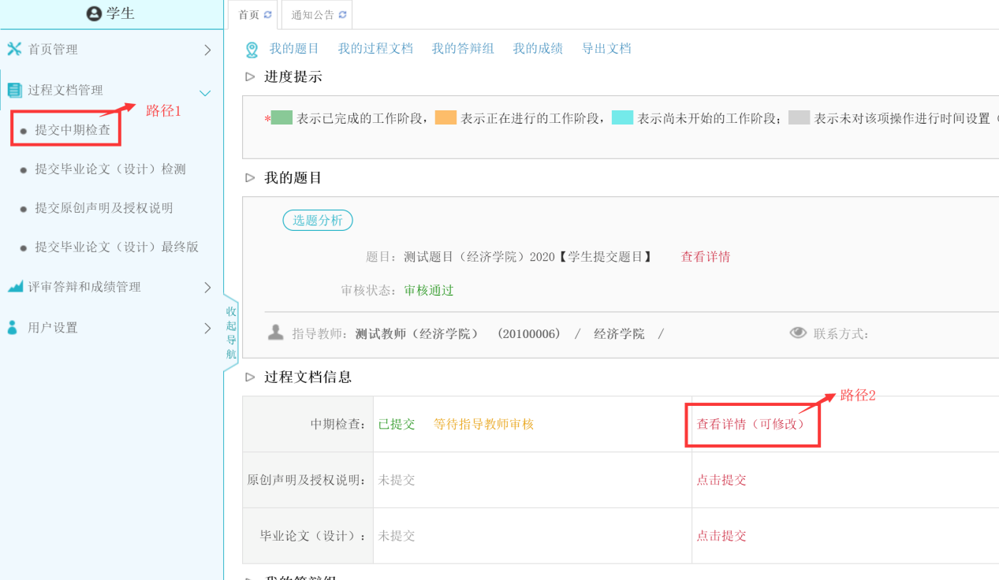 学生
首页管理
过程文档管理
路径1
提交中期检查
提交毕业论文（设计）检测
提交原创声明及授权说明
提交毕业论文（设计）最终版
评审答辩和成绩管理
用户设置
收起导航
首页 通知公告
我的题目 我的过程文档 我的答辩组 我的成绩 导出文档
进度提示
*表示已完成的工作阶段，表示正在进行的工作阶段，表示尚未开始的工作阶段；表示未对该项操作进行时间设置（
我的题目
选题分析
题目：测试题目（经济学院）2020【学生提交题目】 查看详情
审核状态：审核通过
指导教师：测试教师（经济学院） (20100006) / 经济学院 / 联系方式：
过程文档信息
路径2
中期检查：已提交 等待指导教师审核 查看详情（可修改）
原创声明及授权说明：未提交 点击提交
毕业论文（设计）：未提交 点击提交
我的答辩组